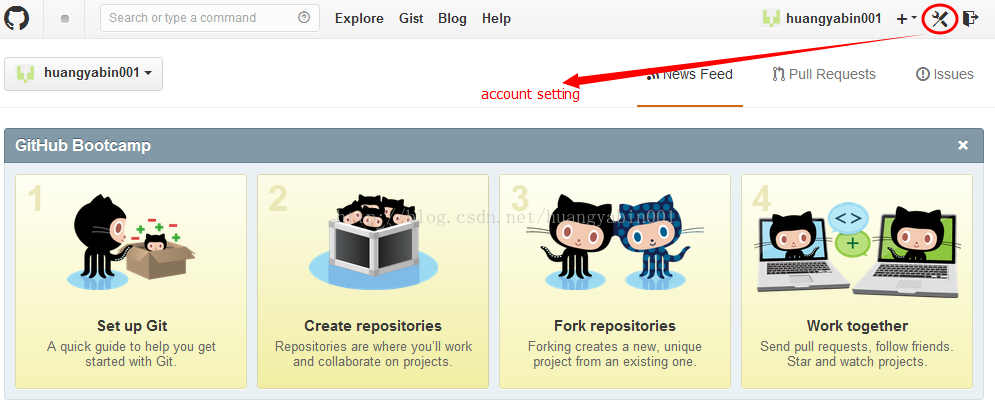 Search or type a command
Explore Gist Blog Help
huangyabin001
huangyabin001
News Feed
Pull Requests
Issues
account setting
GitHub Bootcamp
1
2
3
4
http://blog.csdn.net/huangyabin001
Set up Git
A quick guide to help you get
started with Git.
Create repositories
Repositories are where you'll work
and collaborate on projects.
Fork repositories
Forking creates a new, unique
project from an existing one.
Work together
Send pull requests, follow friends.
Star and watch projects.